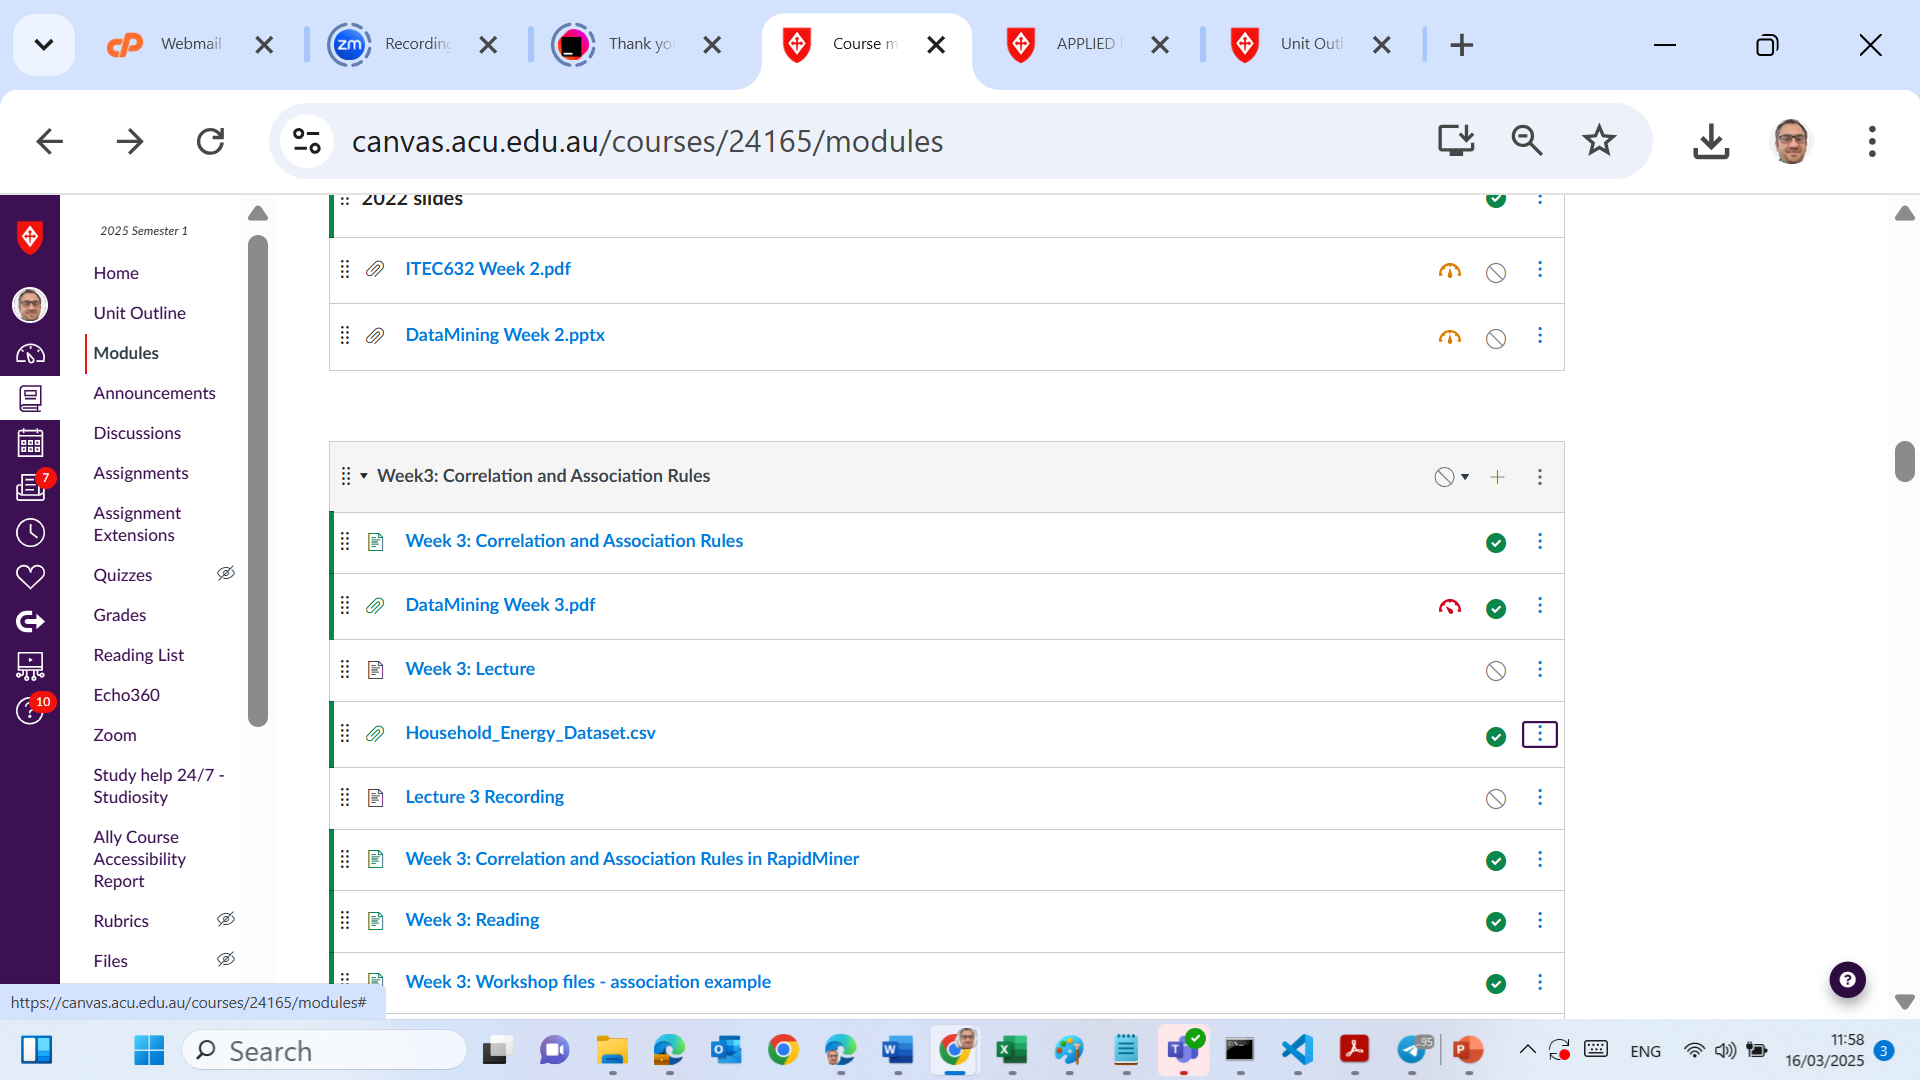 Webmail
Recording
Thank yo
Course m
APPLIED
Unit Outl
canvas.acu.edu.au/courses/24165/modules
2025 Semester 1
Home
Unit Outline
Modules
Announcements
Discussions
Assignments
Assignment
Extensions
Quizzes
Grades
Reading List
Echo360
Zoom
Study help 24/7 -
Studiosity
Ally Course
Accessibility
Report
Rubrics
Files
7
10
2022 slides
ITEC632 Week 2.pdf
DataMining Week 2.pptx
Week3: Correlation and Association Rules
Week 3: Correlation and Association Rules
DataMining Week 3.pdf
Week 3: Lecture
Household_Energy_Dataset.csv
Lecture 3 Recording
Week 3: Correlation and Association Rules in RapidMiner
Week 3: Reading
Week 3: Workshop files - association example
https://canvas.acu.edu.au/courses/24165/modules#
Search
95
ENG
11:58
16/03/2025
3